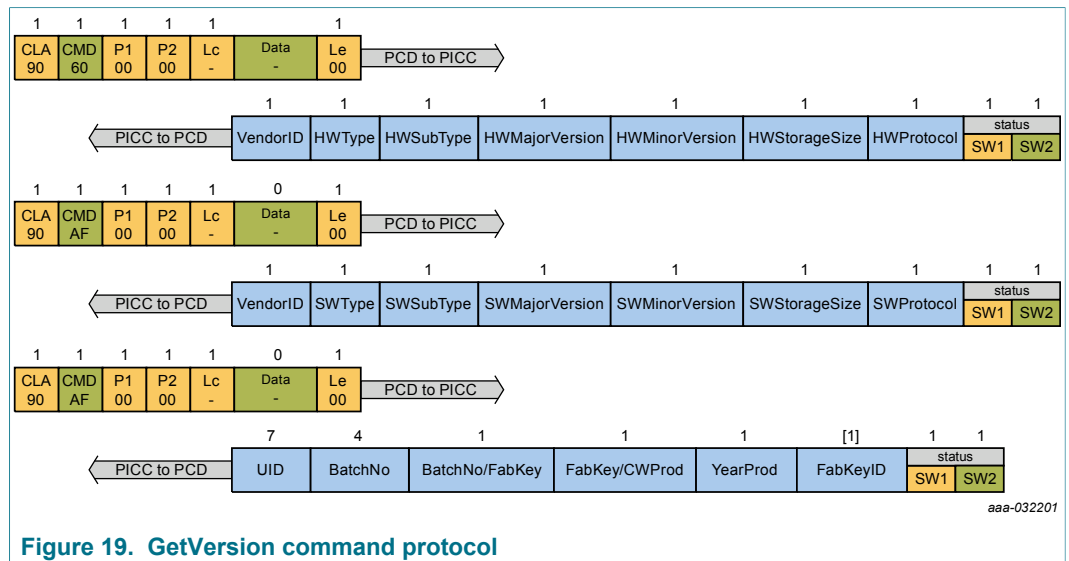 1 1 1 1 1 1
CLA CMD P1 P2 Lc Data Le
90 60 00 00 - - 00
PCD to PICC
1 1 1 1 1 1 1 1 1
PICC to PCD VendorID HWType HWSubType HWMajorVersion HWMinorVersion HWStorageSize HWProtocol status
SW1 SW2
1 1 1 1 1 0 1
CLA CMD P1 P2 Lc Data Le
90 AF 00 00 - - 00
PCD to PICC
1 1 1 1 1 1 1 1 1
PICC to PCD VendorID SWType SWSubType SWMajorVersion SWMinorVersion SWStorageSize SWProtocol status
SW1 SW2
1 1 1 1 1 0 1
CLA CMD P1 P2 Lc Data Le
90 AF 00 00 - - 00
PCD to PICC
7 4 1 1 1 [1] 1 1
PICC to PCD UID BatchNo BatchNo/FabKey FabKey/CWProd YearProd FabKeyID status
SW1 SW2
aaa-032201
Figure 19. GetVersion command protocol